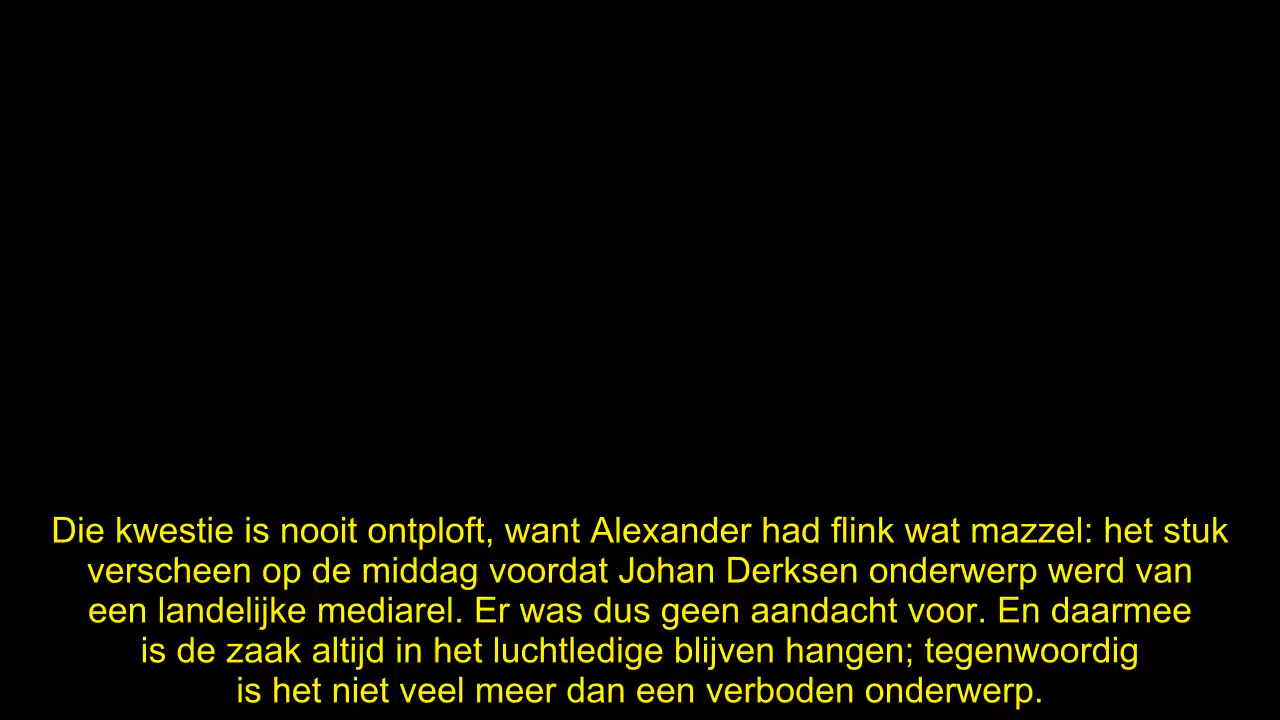 Die kwestie is nooit ontploft, want Alexander had flink wat mazzel: het stuk
verscheen op de middag voordat Johan Derksen onderwerp werd van
een landelijke mediarel. Er was dus geen aandacht voor. En daarmee
is de zaak altijd in het luchtledige blijven hangen; tegenwoordig
is het niet veel meer dan een verboden onderwerp.